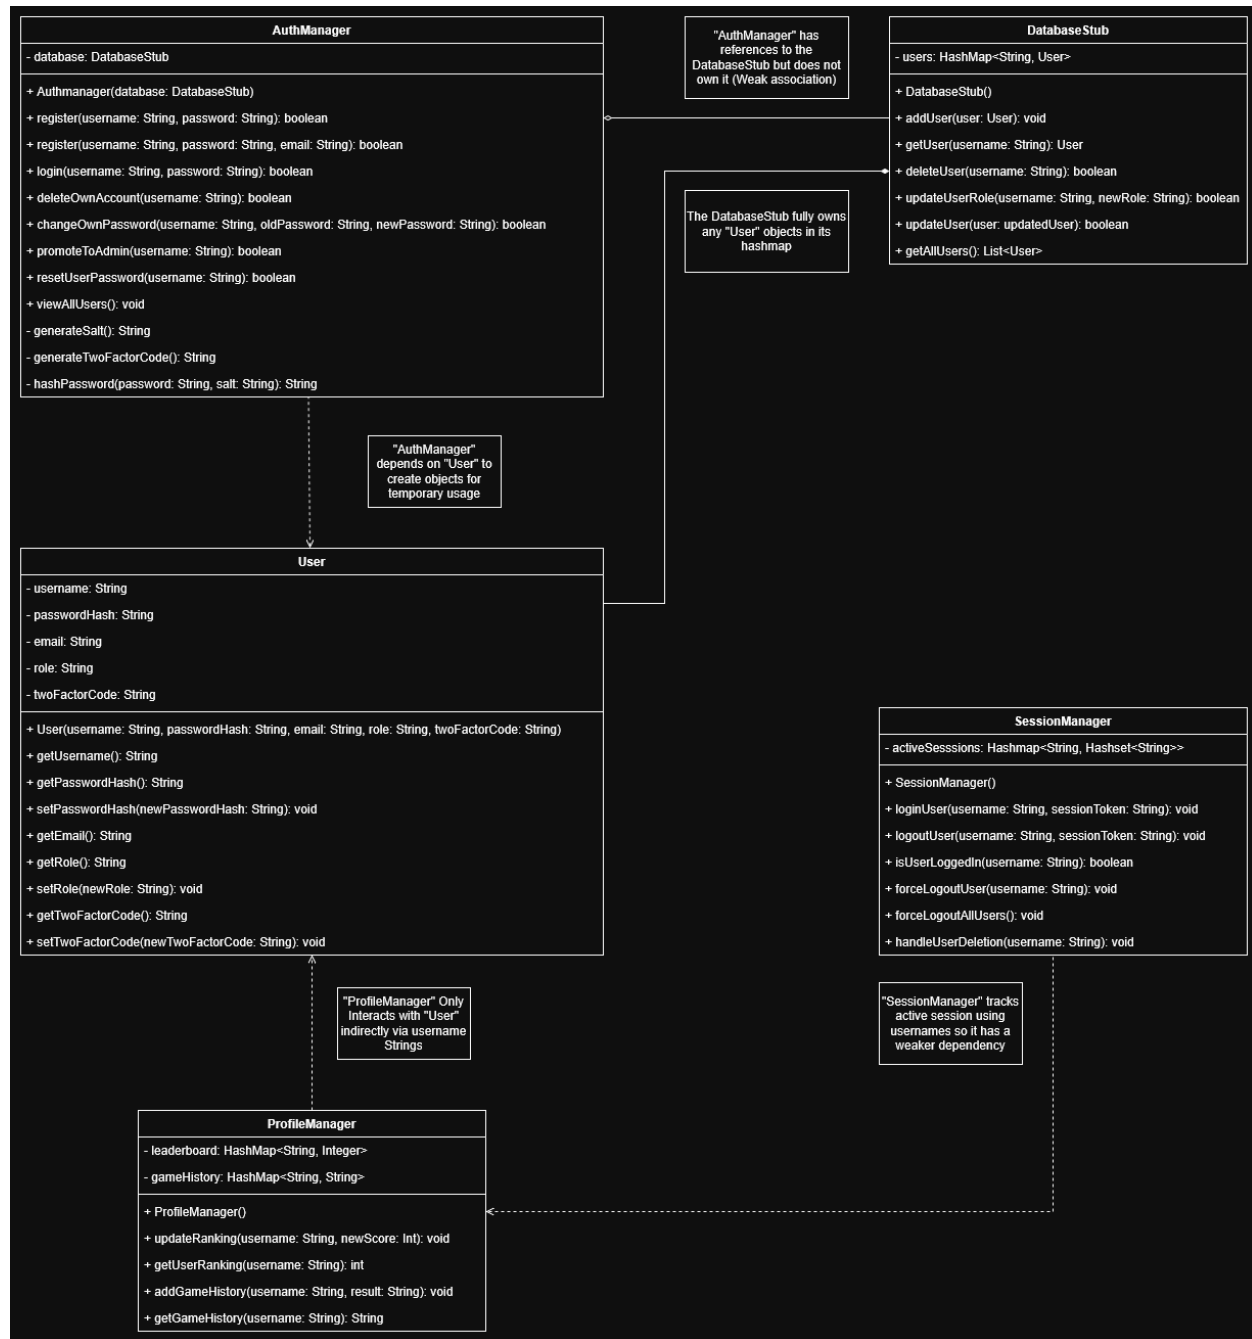 AuthManager
- database: DatabaseStub
+ Authmanager(database: DatabaseStub)
+ register(username: String, password: String): boolean
+ register(username: String, password: String, email: String): boolean
+ login(username: String, password: String): boolean
+ deleteOwnAccount(username: String): boolean
+ changeOwnPassword(username: String, oldPassword: String, newPassword: String): boolean
+ promoteToAdmin(username: String): boolean
+ resetUserPassword(username: String): boolean
+ viewAllUsers(): void
- generateSalt(): String
- generateTwoFactorCode(): String
- hashPassword(password: String, salt: String): String
"AuthManager" has
references to the
DatabaseStub but does not
own it (Weak association)
DatabaseStub
- users: HashMap<String, User>
+ DatabaseStub()
+ addUser(user: User): void
+ getUser(username: String): User
+ deleteUser(username: String): boolean
+ updateUserRole(username: String, newRole: String): boolean
+ updateUser(user: updatedUser): boolean
+ getAllUsers(): List<User>
The DatabaseStub fully owns
any "User" objects in its
hashmap
"AuthManager"
depends on "User" to
create objects for
temporary usage
User
- username: String
- passwordHash: String
- email: String
- role: String
- twoFactorCode: String
+ User(username: String, passwordHash: String, email: String, role: String, twoFactorCode: String)
+ getUsername(): String
+ getPasswordHash(): String
+ setPasswordHash(newPasswordHash: String): void
+ getEmail(): String
+ getRole(): String
+ setRole(newRole: String): void
+ getTwoFactorCode(): String
+ setTwoFactorCode(newTwoFactorCode: String): void
SessionManager
- activeSesssions: Hashmap<String, Hashset<String>>
+ SessionManager()
+ loginUser(username: String, sessionToken: String): void
+ logoutUser(username: String, sessionToken: String): void
+ isUserLoggedIn(username: String): boolean
+ forceLogoutUser(username: String): void
+ forceLogoutAllUsers(): void
+ handleUserDeletion(username: String): void
"ProfileManager" Only
Interacts with "User"
indirectly via username
Strings
"SessionManager" tracks
active session using
usernames so it has a
weaker dependency
ProfileManager
- leaderboard: HashMap<String, Integer>
- gameHistory: HashMap<String, String>
+ ProfileManager()
+ updateRanking(username: String, newScore: Int): void
+ getUserRanking(username: String): int
+ addGameHistory(username: String, result: String): void
+ getGameHistory(username: String): String